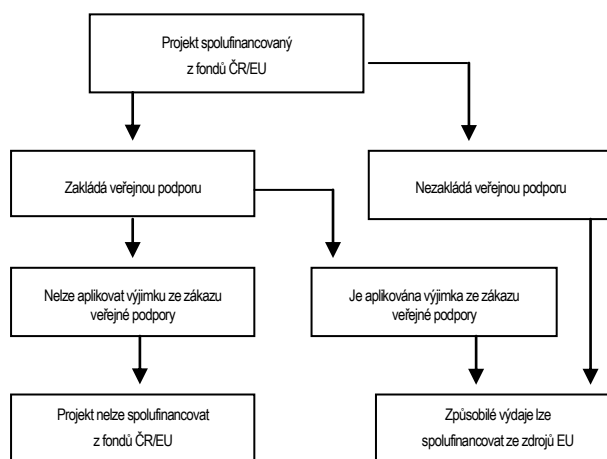 Projekt spolufinancovaný
z fondů ČR/EU
Zakládá veřejnou podporu
Nezakládá veřejnou podporu
Nelze aplikovat výjimku ze zákazu
veřejné podpory
Je aplikována výjimka ze zákazu
veřejné podpory
Projekt nelze spolufinancovat
z fondů ČR/EU
Způsobilé výdaje lze
spolufinancovat ze zdrojů EU